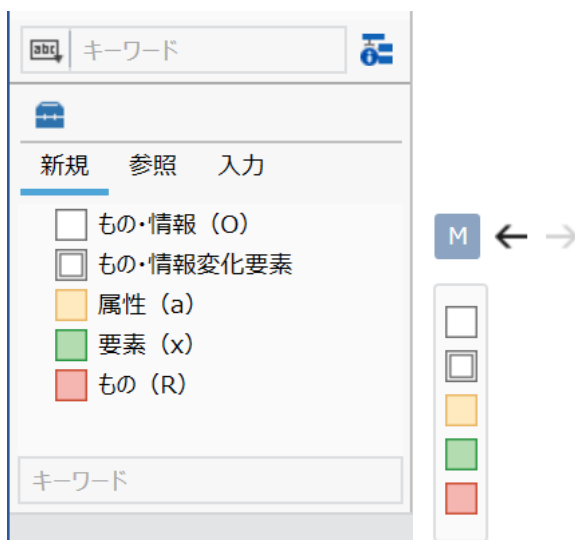 abc キーワード
新規 参照 入力
もの・情報（O）
もの・情報変化要素
属性（a）
要素（x）
もの（R）
M
キーワード